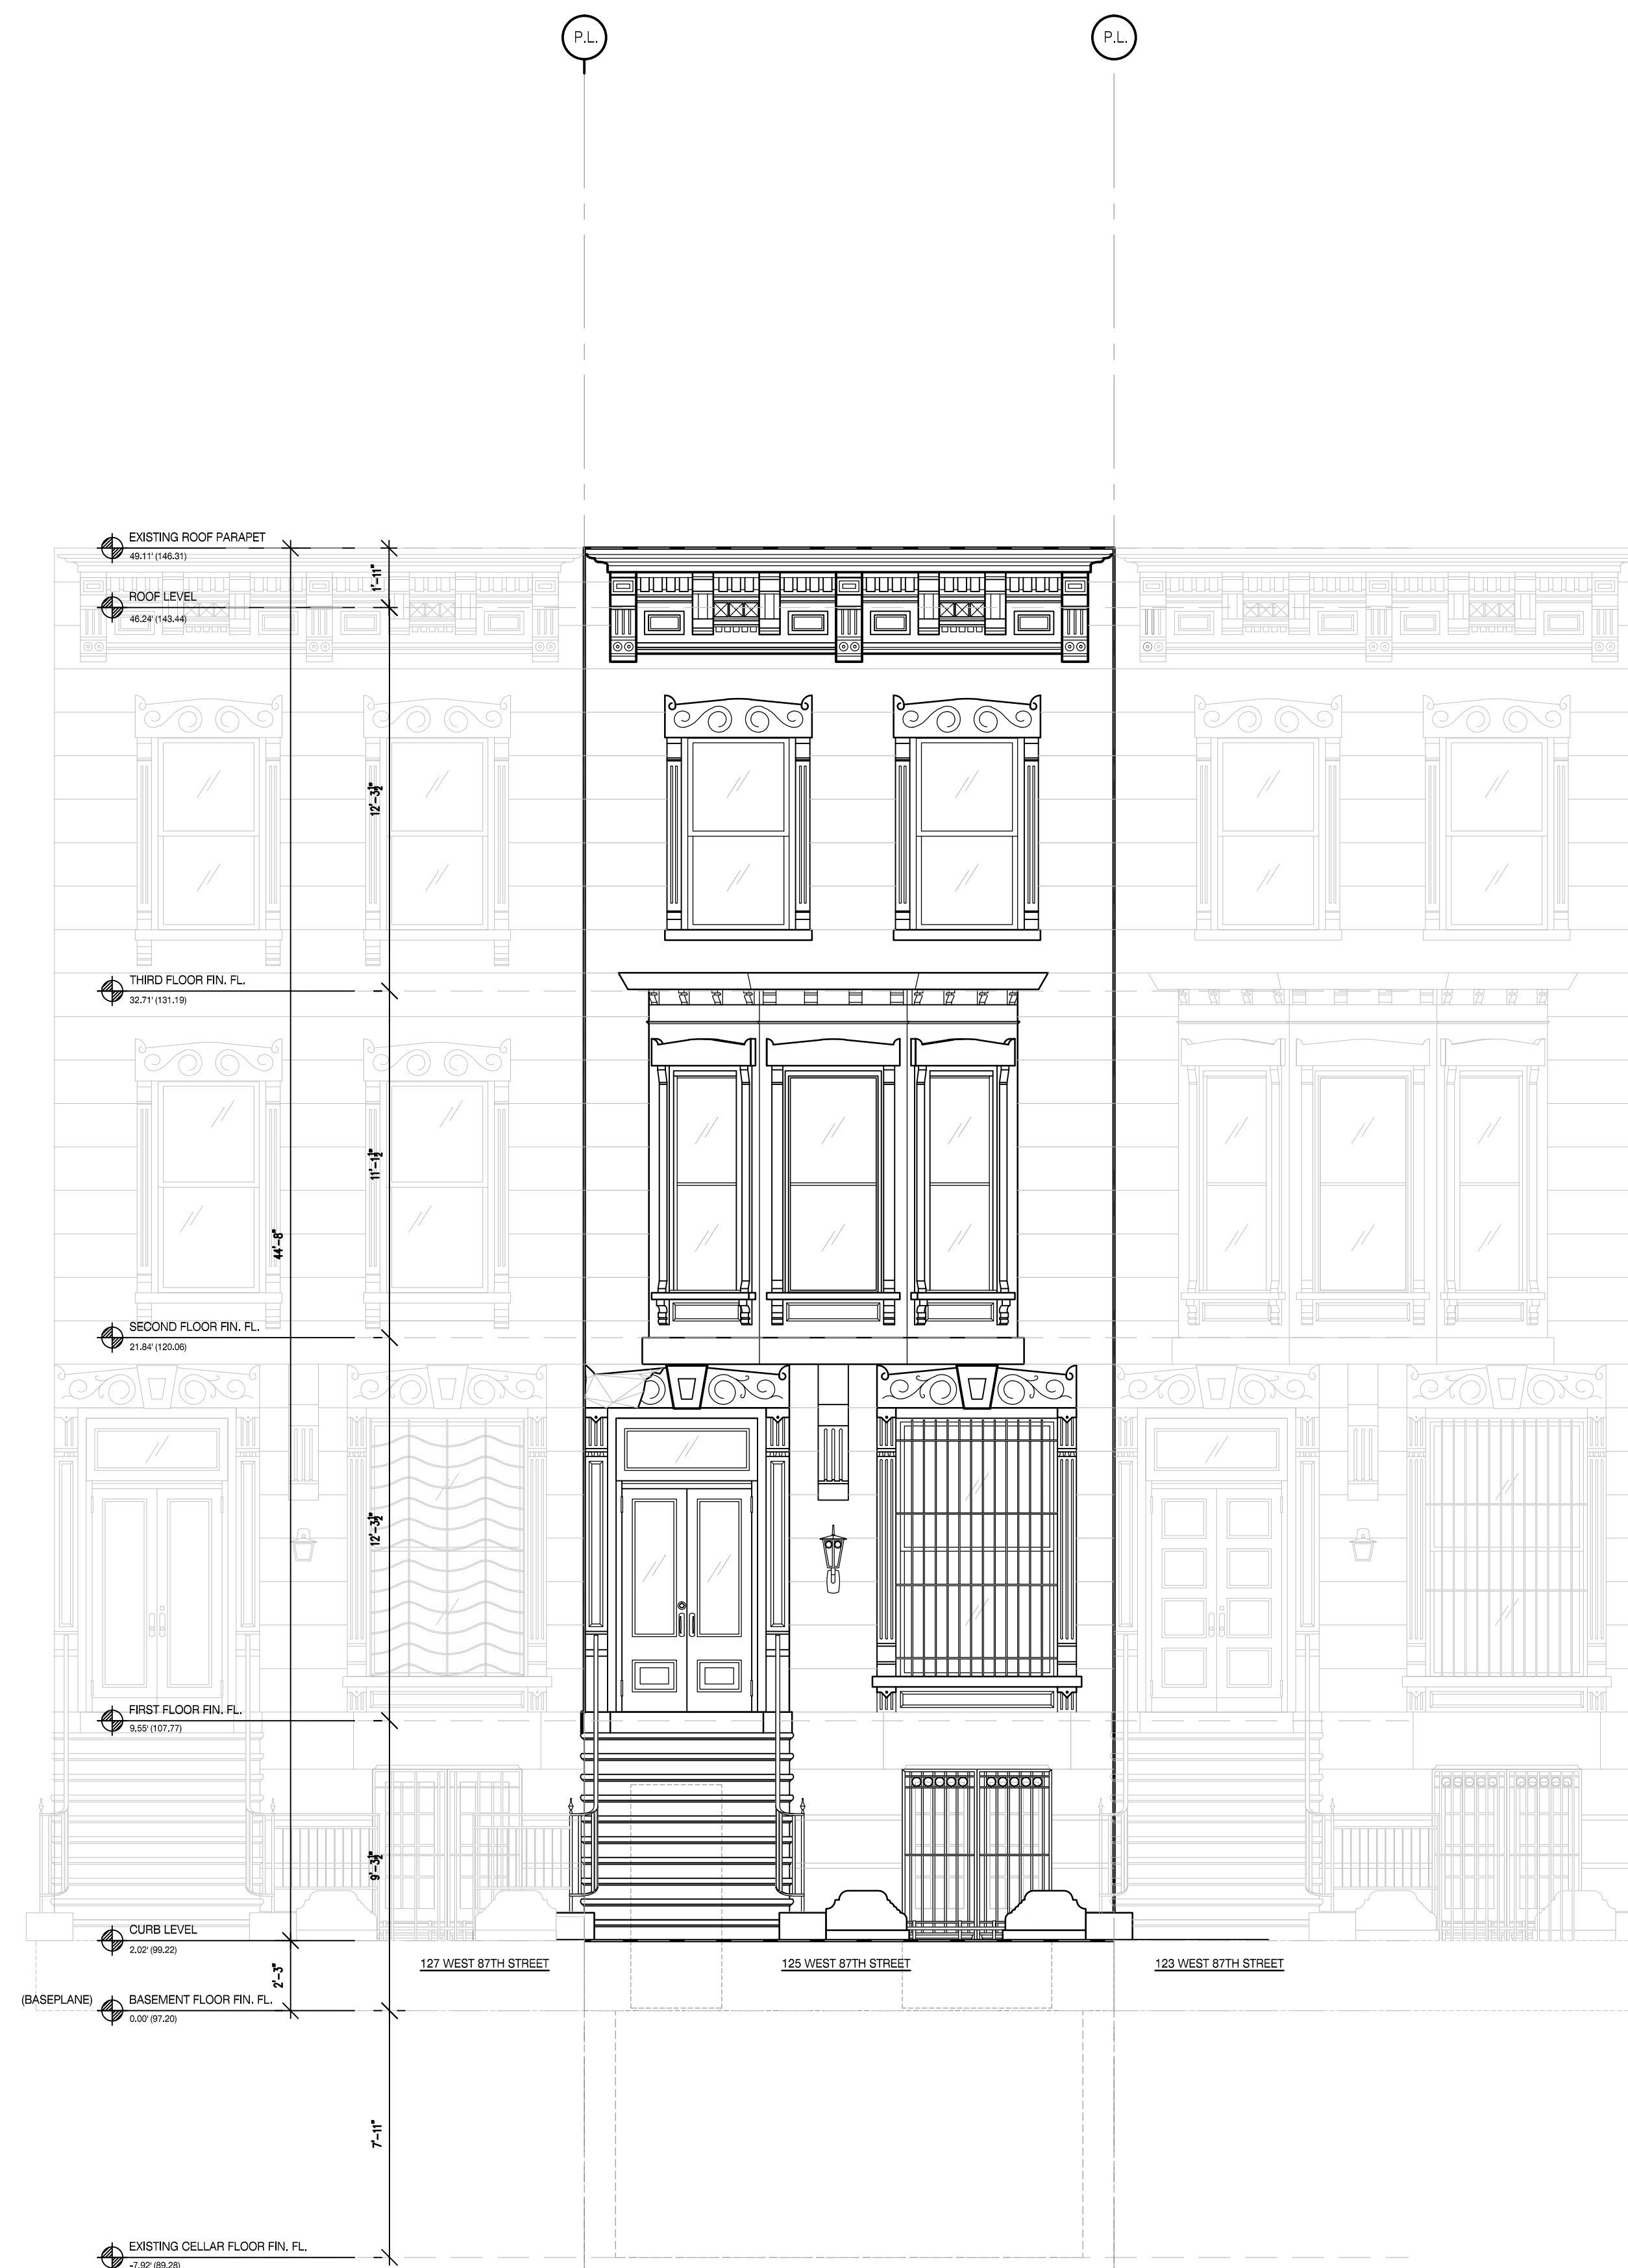 P.L. P.L.
EXISTING ROOF PARAPET
49.11' (146.31)
1'-11"
ROOF LEVEL
46.24' (143.44)
12'-3½"
THIRD FLOOR FIN. FL.
32.71' (131.19)
11'-1½"
44'-8"
SECOND FLOOR FIN. FL.
21.84' (120.06)
12'-3½"
FIRST FLOOR FIN. FL.
9.55' (107.77)
9'-3½"
CURB LEVEL
2.02' (99.22)
127 WEST 87TH STREET 125 WEST 87TH STREET 123 WEST 87TH STREET
2'-3"
(BASEPLANE) BASEMENT FLOOR FIN. FL.
0.00' (97.20)
7'-11"
EXISTING CELLAR FLOOR FIN. FL.
-7.92' (89.28)